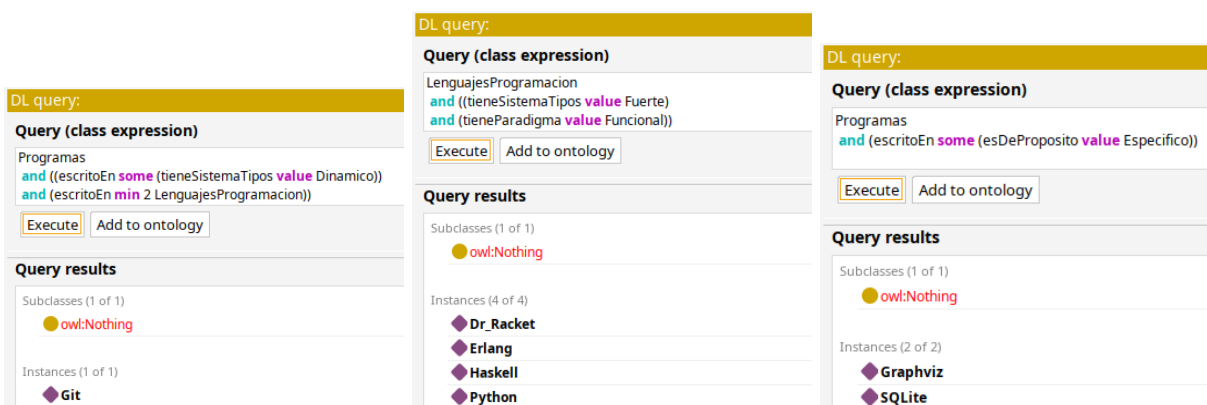 DL query:
Query (class expression)
Programas
and ((escritoEn some (tieneSistemaTipos value Dinamico))
and (escritoEn min 2 LenguajesProgramacion))
Execute
Add to ontology
Query results
Subclasses (1 of 1)
owl:Nothing
Instances (1 of 1)
Git
DL query:
Query (class expression)
LenguajesProgramacion
and ((tieneSistemaTipos value Fuerte)
and (tieneParadigma value Funcional))
Execute
Add to ontology
Query results
Subclasses (1 of 1)
owl:Nothing
Instances (4 of 4)
Dr_Racket
Erlang
Haskell
Python
DL query:
Query (class expression)
Programas
and (escritoEn some (esDeProposito value Especifico))
Execute
Add to ontology
Query results
Subclasses (1 of 1)
owl:Nothing
Instances (2 of 2)
Graphviz
SQLite